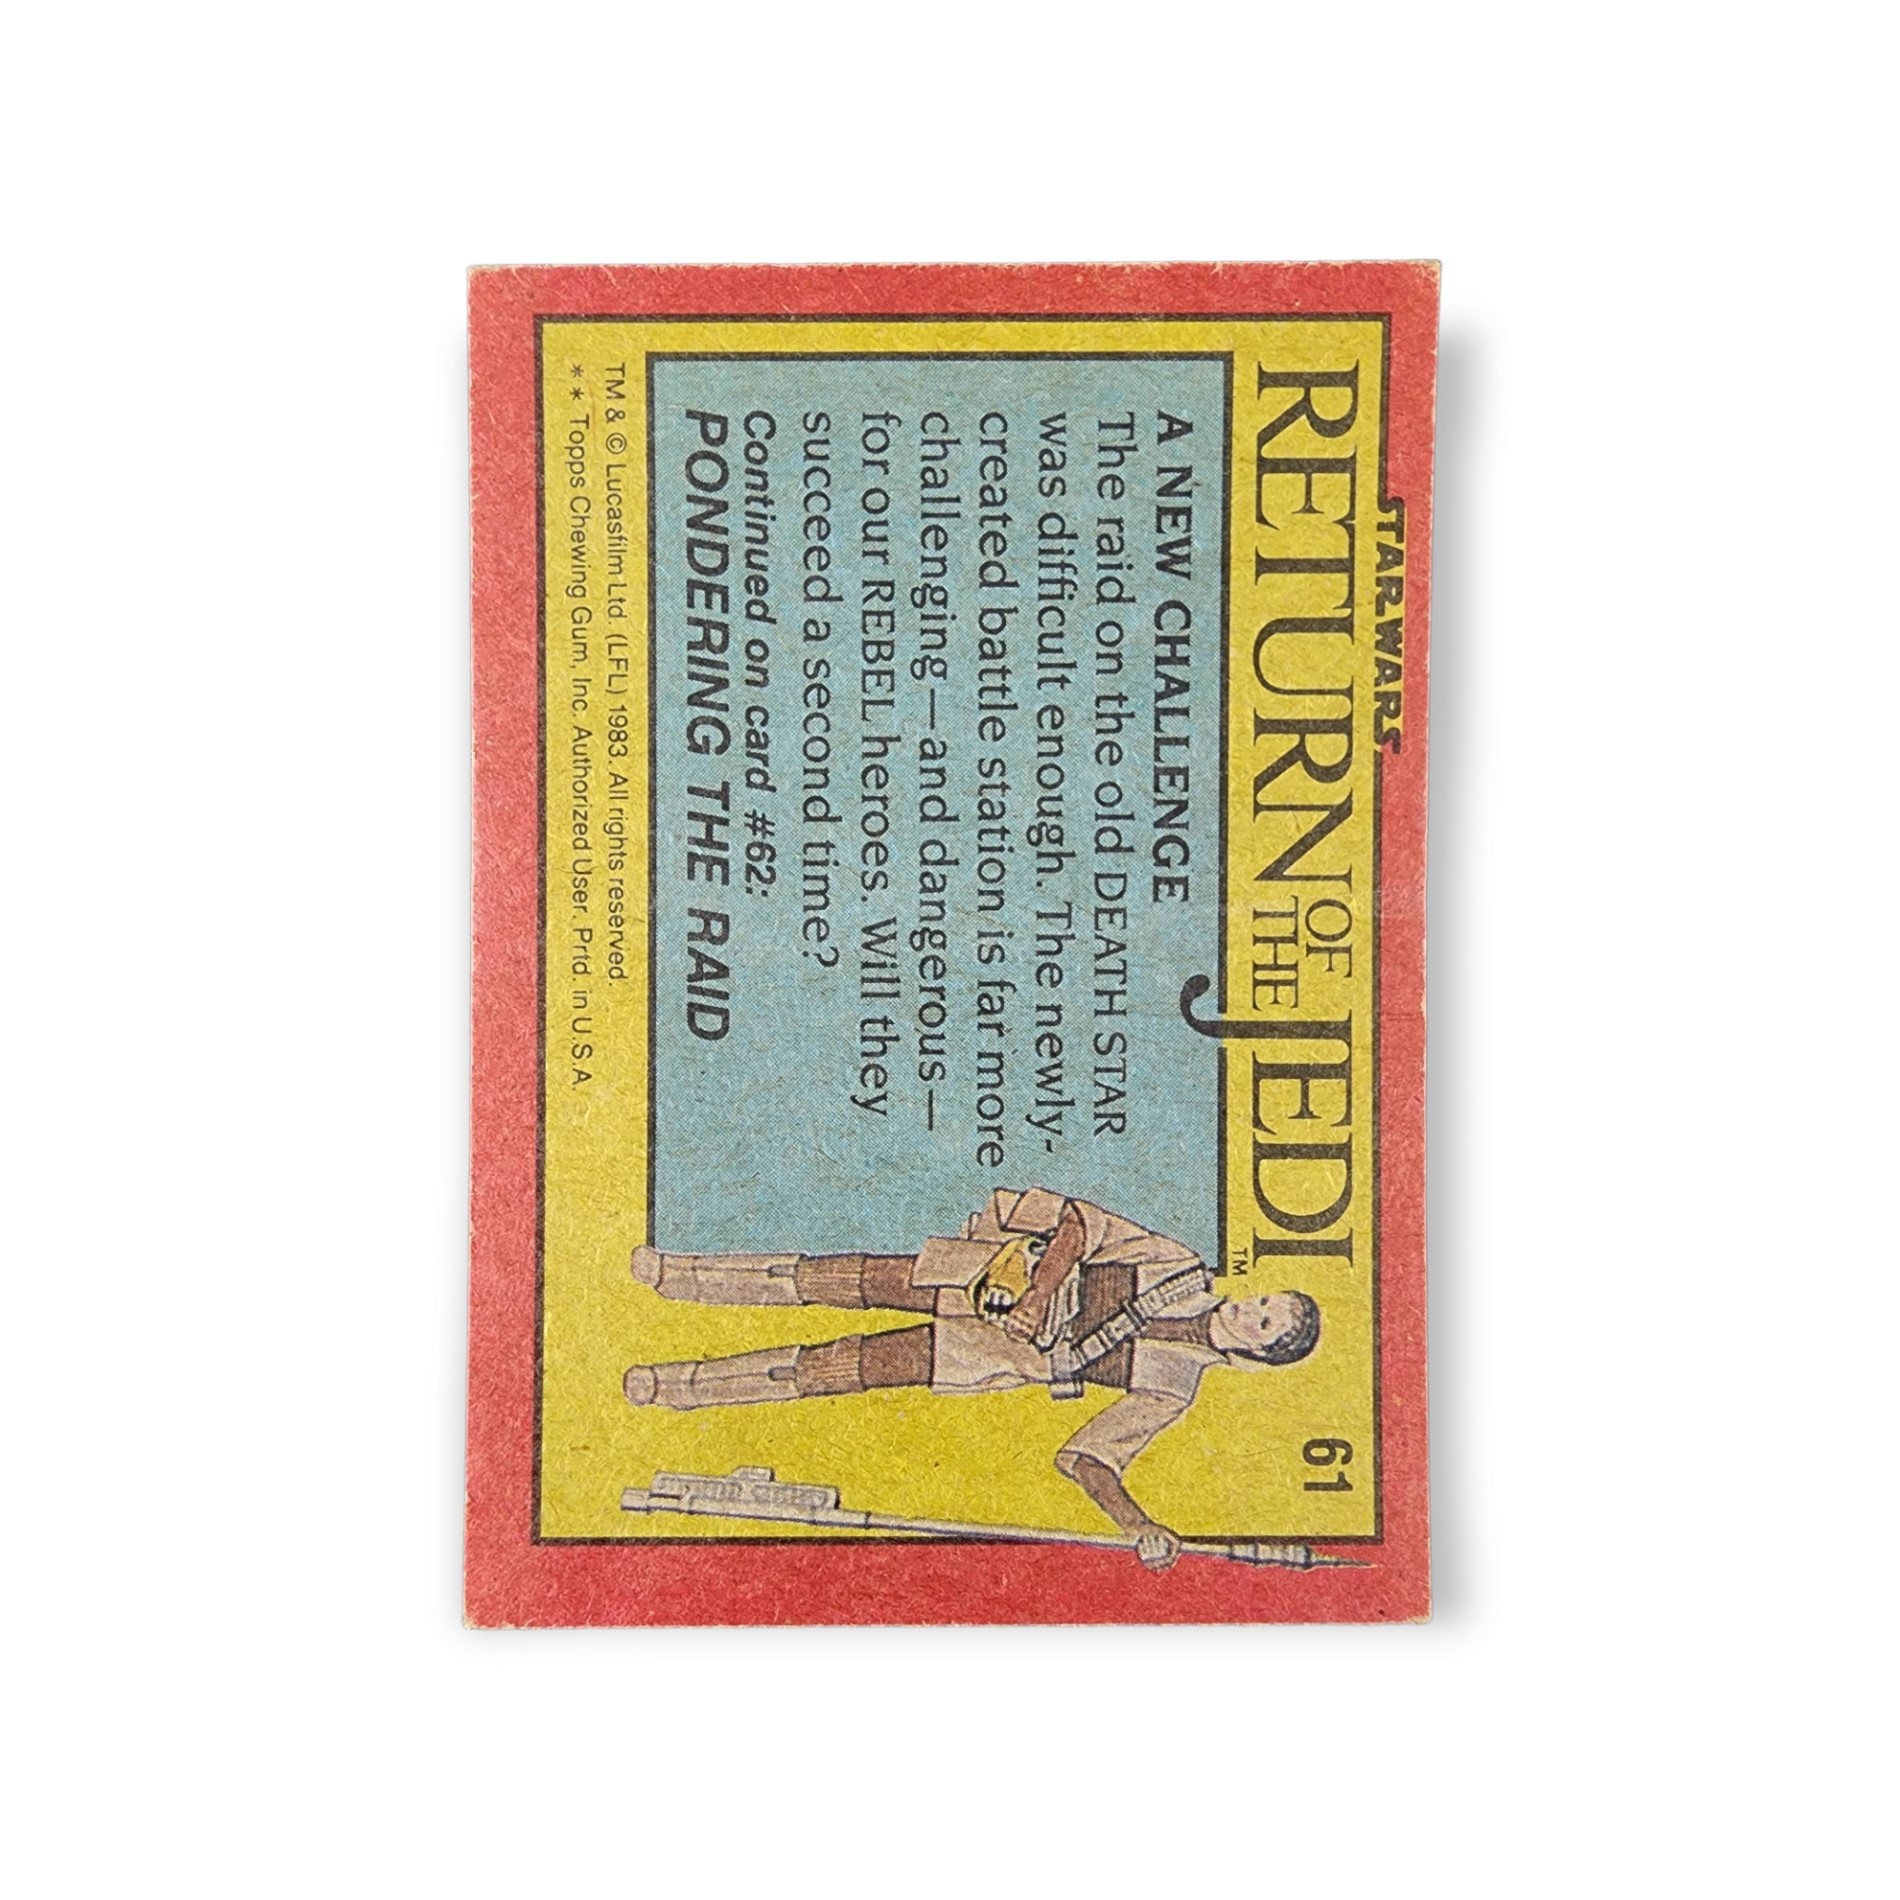 STAR WARS
RETURN OF THE JEDI TM
61
A NEW CHALLENGE
The raid on the old DEATH STAR
was difficult enough. The newly-
created battle station is far more
challenging—and dangerous—
for our REBEL heroes. Will they
succeed a second time?
Continued on card #62:
PONDERING THE RAID
TM & © Lucasfilm Ltd. (LFL) 1983. All rights reserved.
** Topps Chewing Gum, Inc. Authorized User. Prtd. in U.S.A.